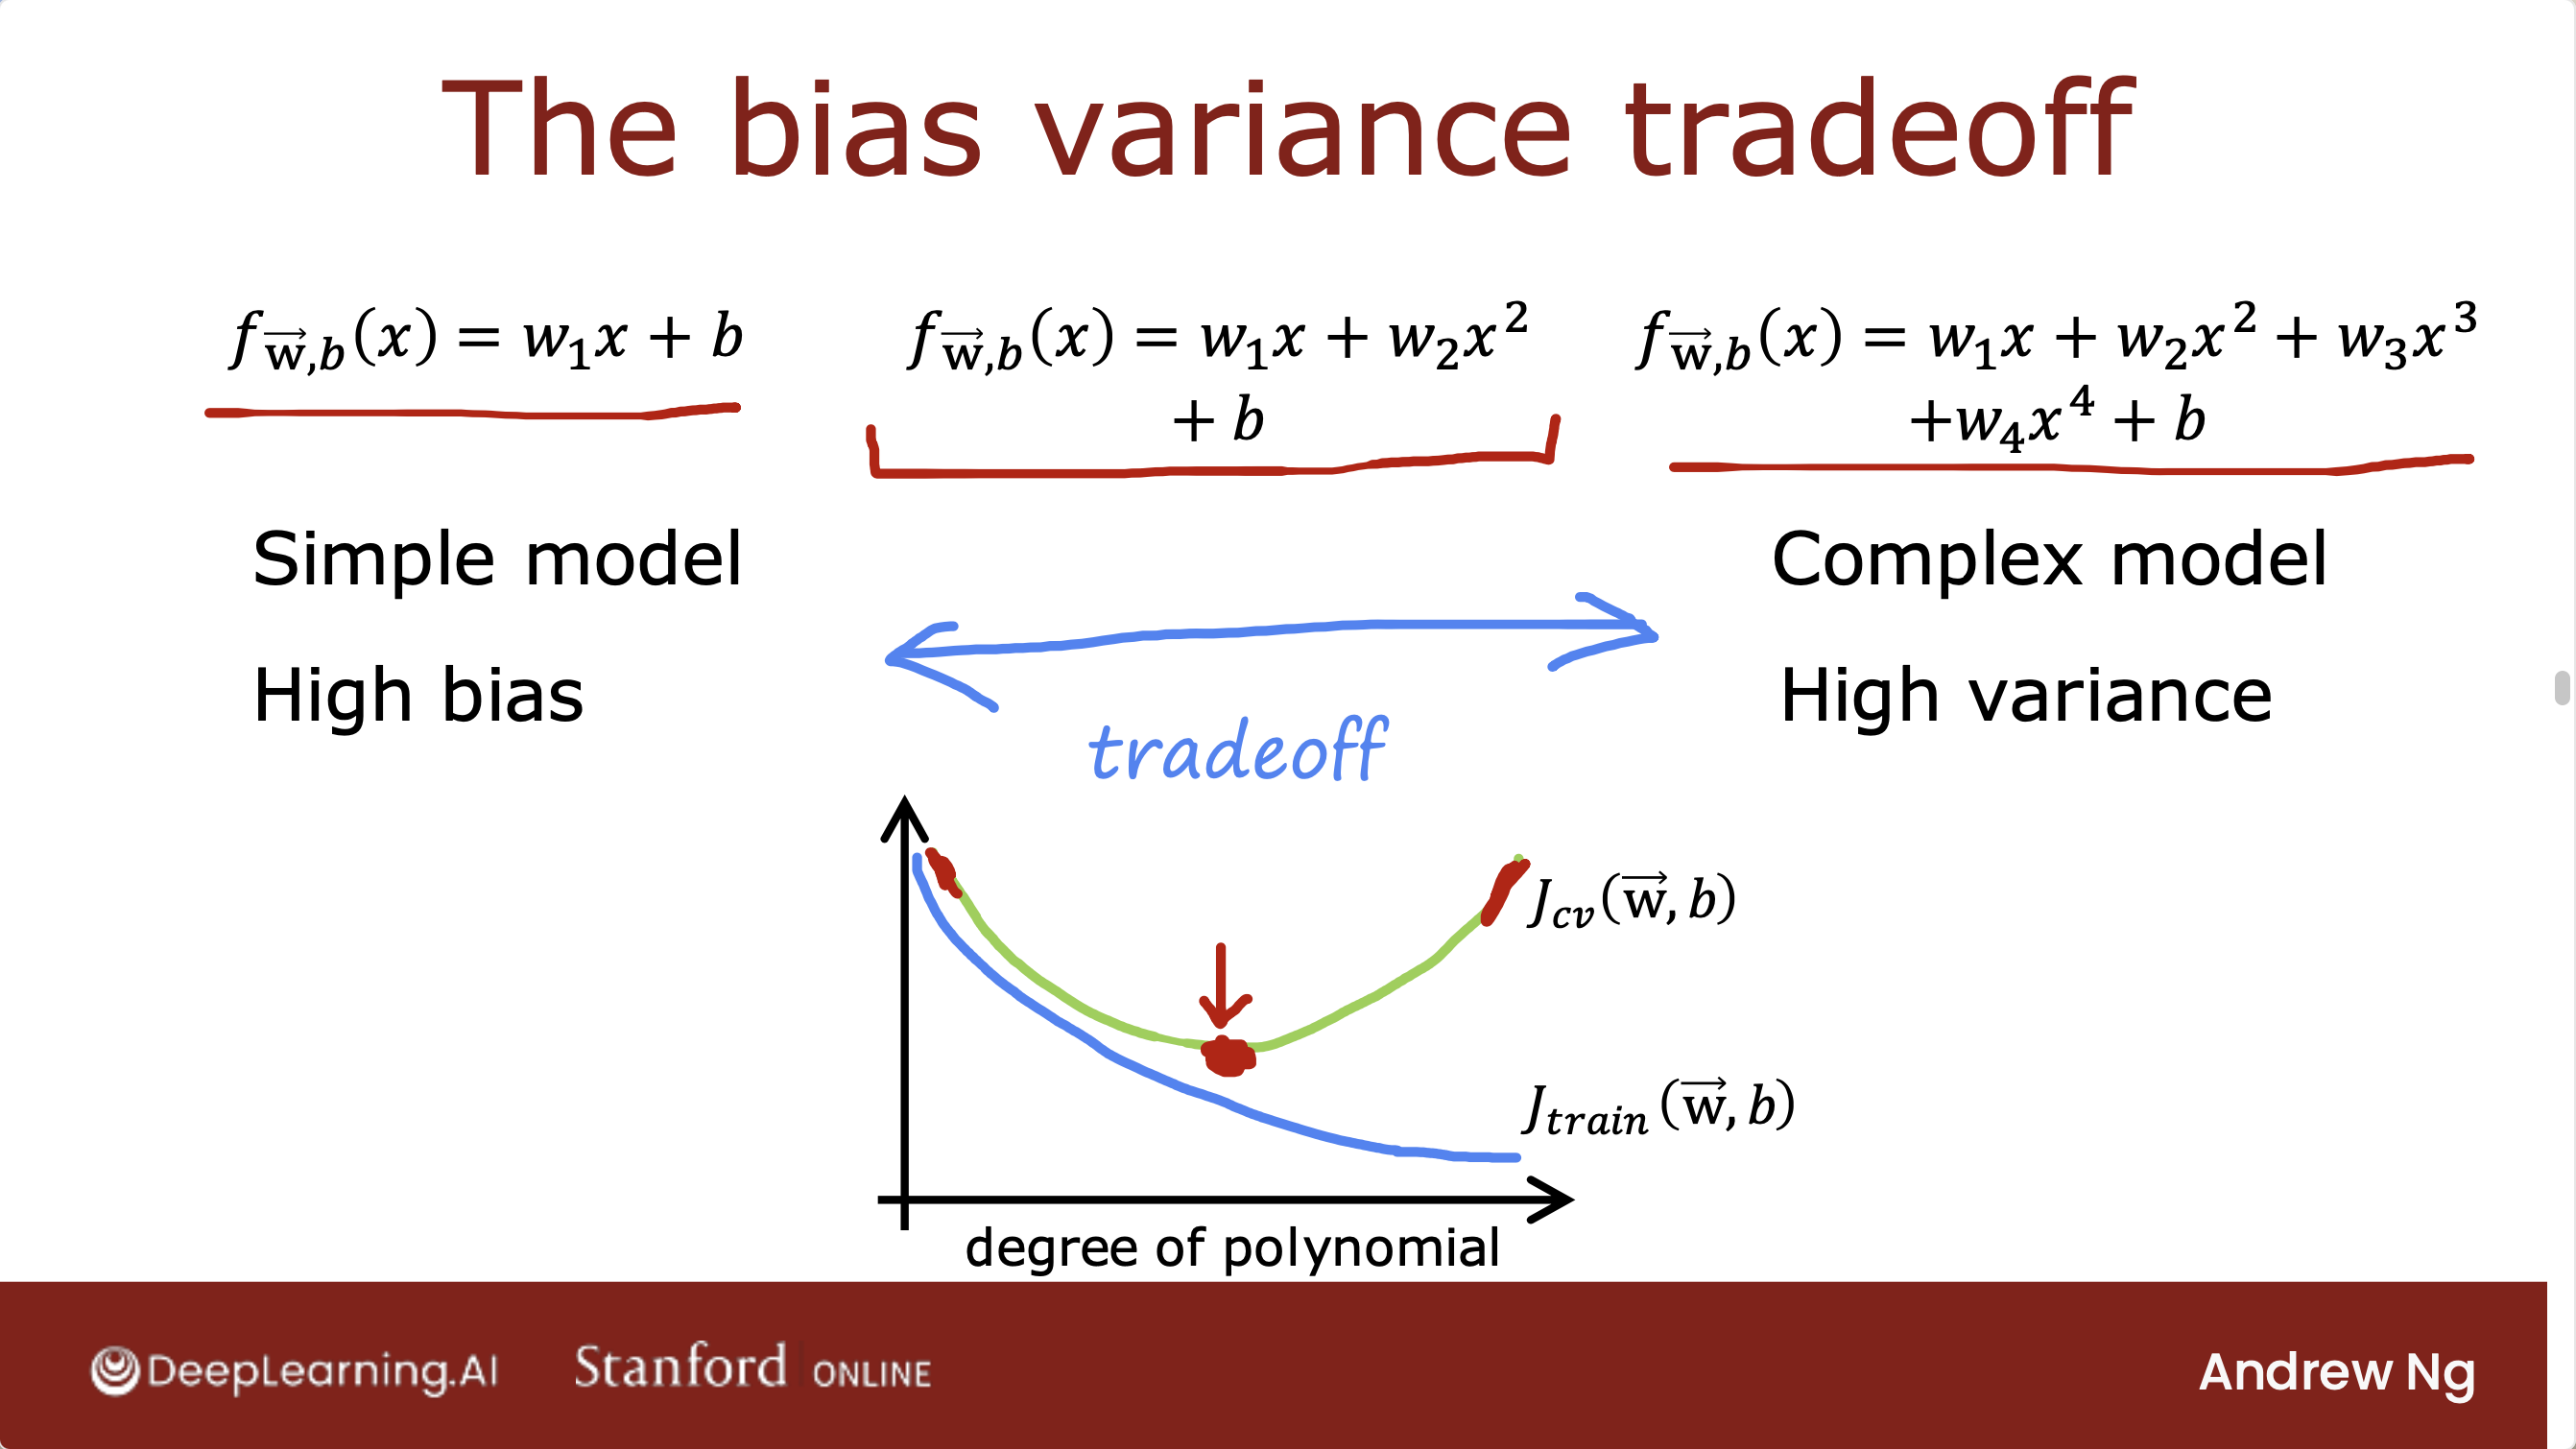 The bias variance tradeoff
f_{\vec{w},b}(x) = w_1x + b
f_{\vec{w},b}(x) = w_1x + w_2x^2
+ b
f_{\vec{w},b}(x) = w_1x + w_2x^2 + w_3x^3
+w_4x^4 + b
Simple model
Complex model
High bias
High variance
tradeoff
J_{cv}(\vec{w}, b)
J_{train}(\vec{w}, b)
degree of polynomial
DeepLearning.AI
Stanford ONLINE
Andrew Ng